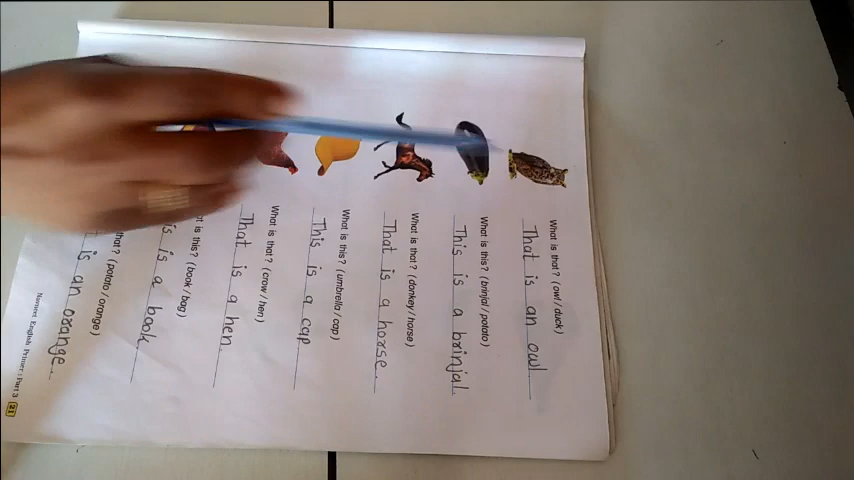 What is that? (owl/duck)
That is an owl
What is this? (brinjal/potato)
This is a brinjal.
What is that? (donkey/horse)
That is a horse.
What is this? (umbrella/cap)
This is a cap
What is that? (crow/hen)
That is a hen.
is this? (book/bag)
is a book.
that? (potato/orange)
is an orange.
Navneet English Primer : Part 3 21